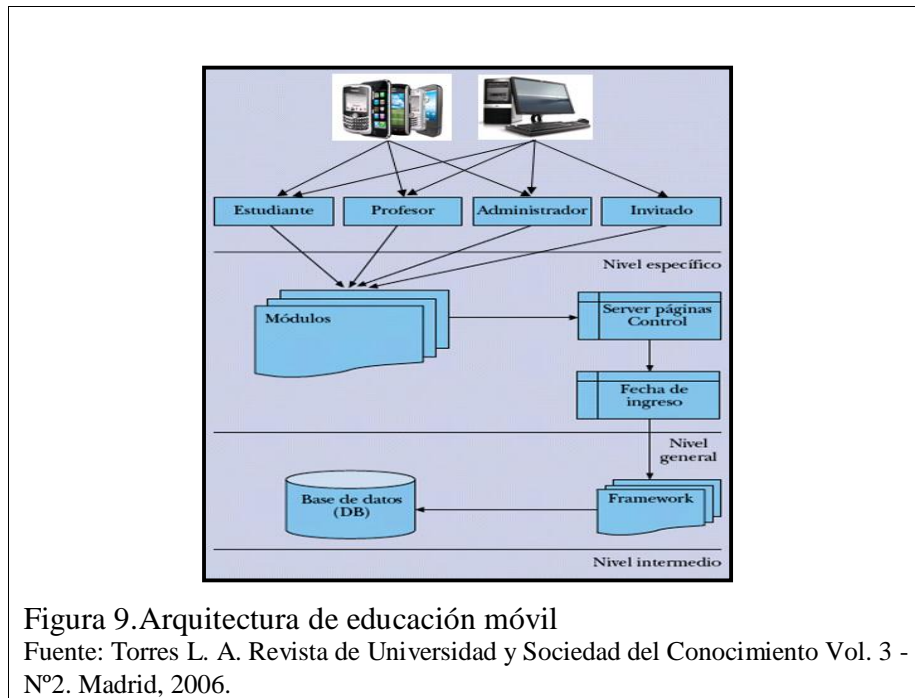 Estudiante
Profesor
Administrador
Invitado
Nivel específico
Módulos
Server páginas
Control
Fecha de
ingreso
Nivel
general
Base de datos
(DB)
Framework
Nivel intermedio
Figura 9.Arquitectura de educación móvil
Fuente: Torres L. A. Revista de Universidad y Sociedad del Conocimiento Vol. 3 -
Nº2. Madrid, 2006.